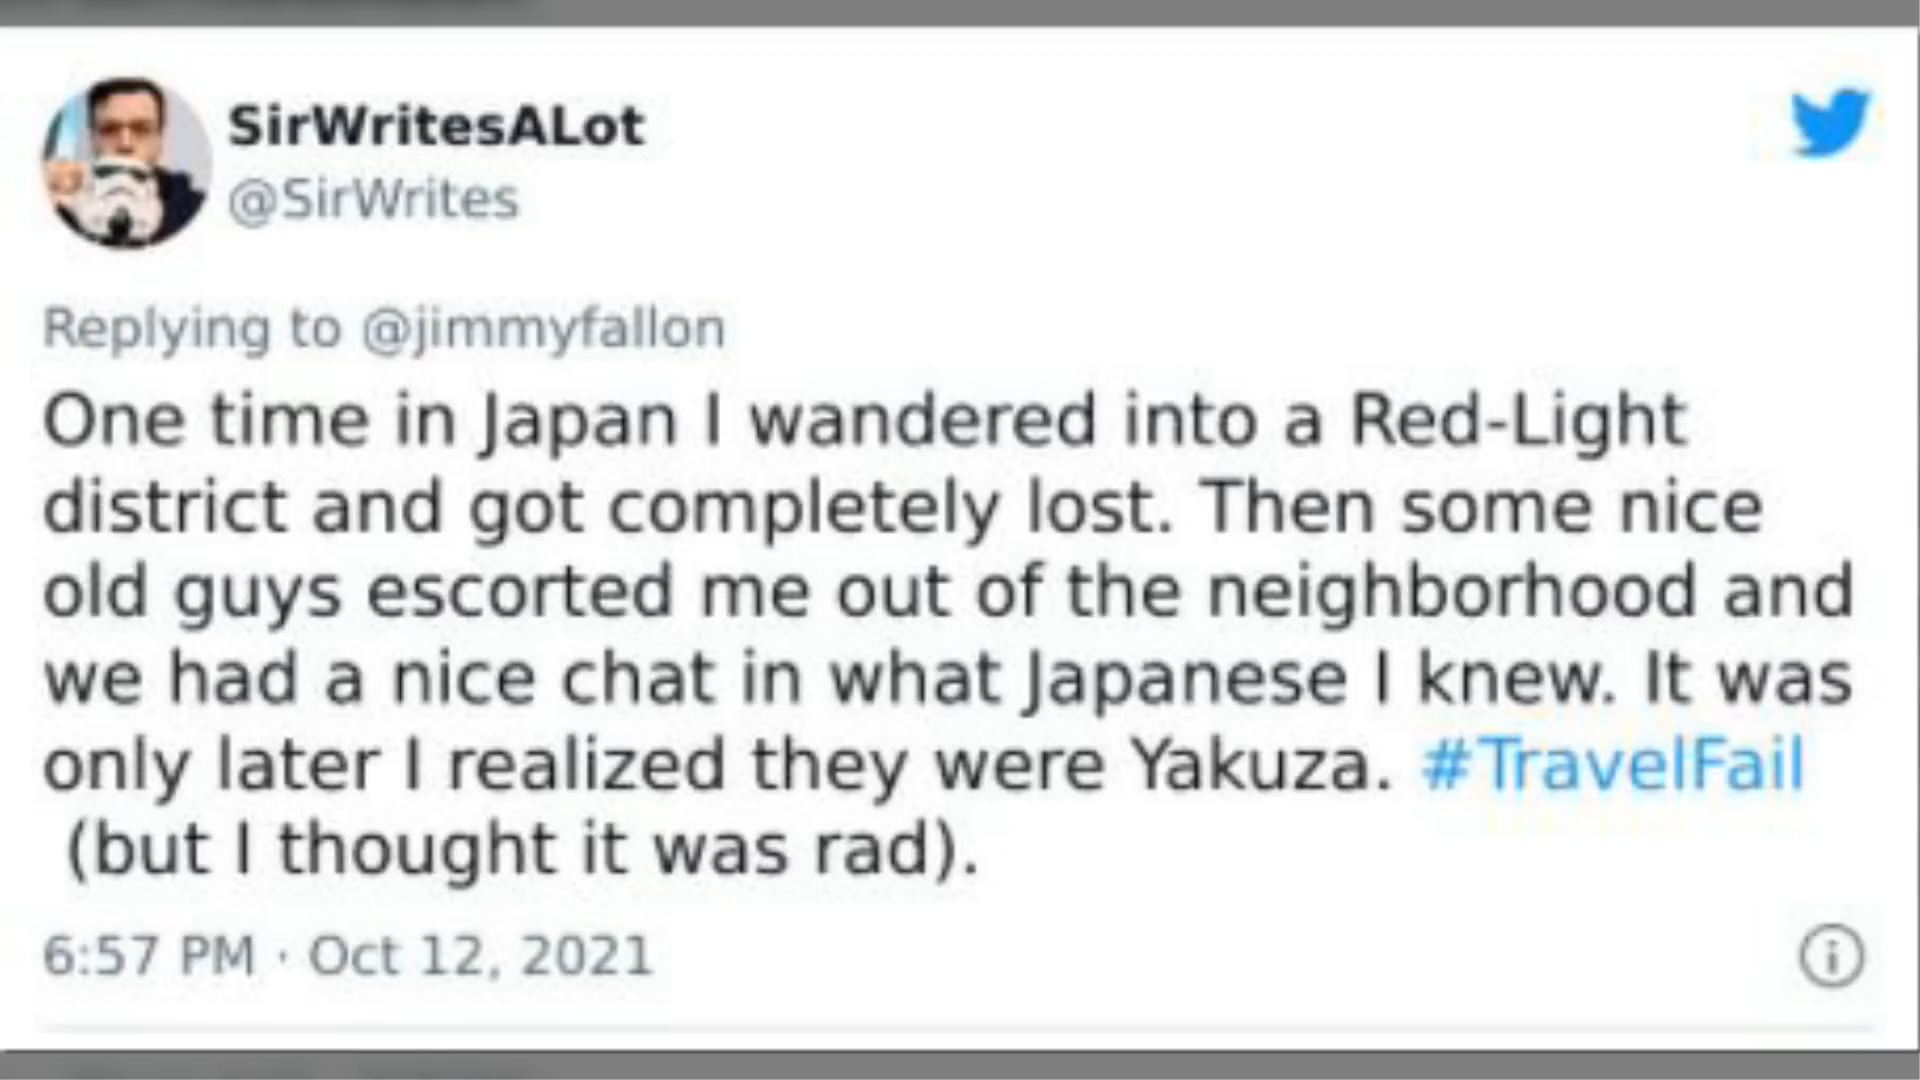 SirWritesALot
@SirWrites
Replying to @jimmyfallon
One time in Japan I wandered into a Red-Light
district and got completely lost. Then some nice
old guys escorted me out of the neighborhood and
we had a nice chat in what Japanese I knew. It was
only later I realized they were Yakuza. #TravelFail
(but I thought it was rad).
6:57 PM · Oct 12, 2021